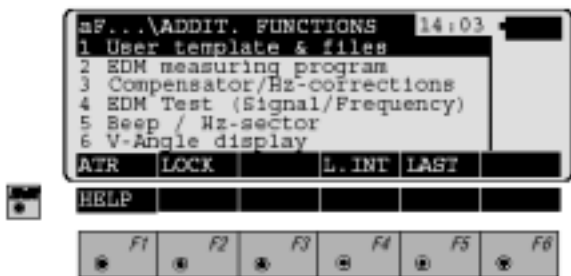 aF...\ADDIT. FUNCTIONS 14:03
1 User template & files
2 EDM measuring program
3 Compensator/Hz-corrections
4 EDM Test (Signal/Frequency)
5 Beep / Hz-sector
6 V-Angle display
ATR LOCK L.INT LAST
HELP
F1 F2 F3 F4 F5 F6